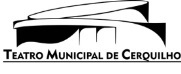 TEATRO MUNICIPAL DE CERQUILHO